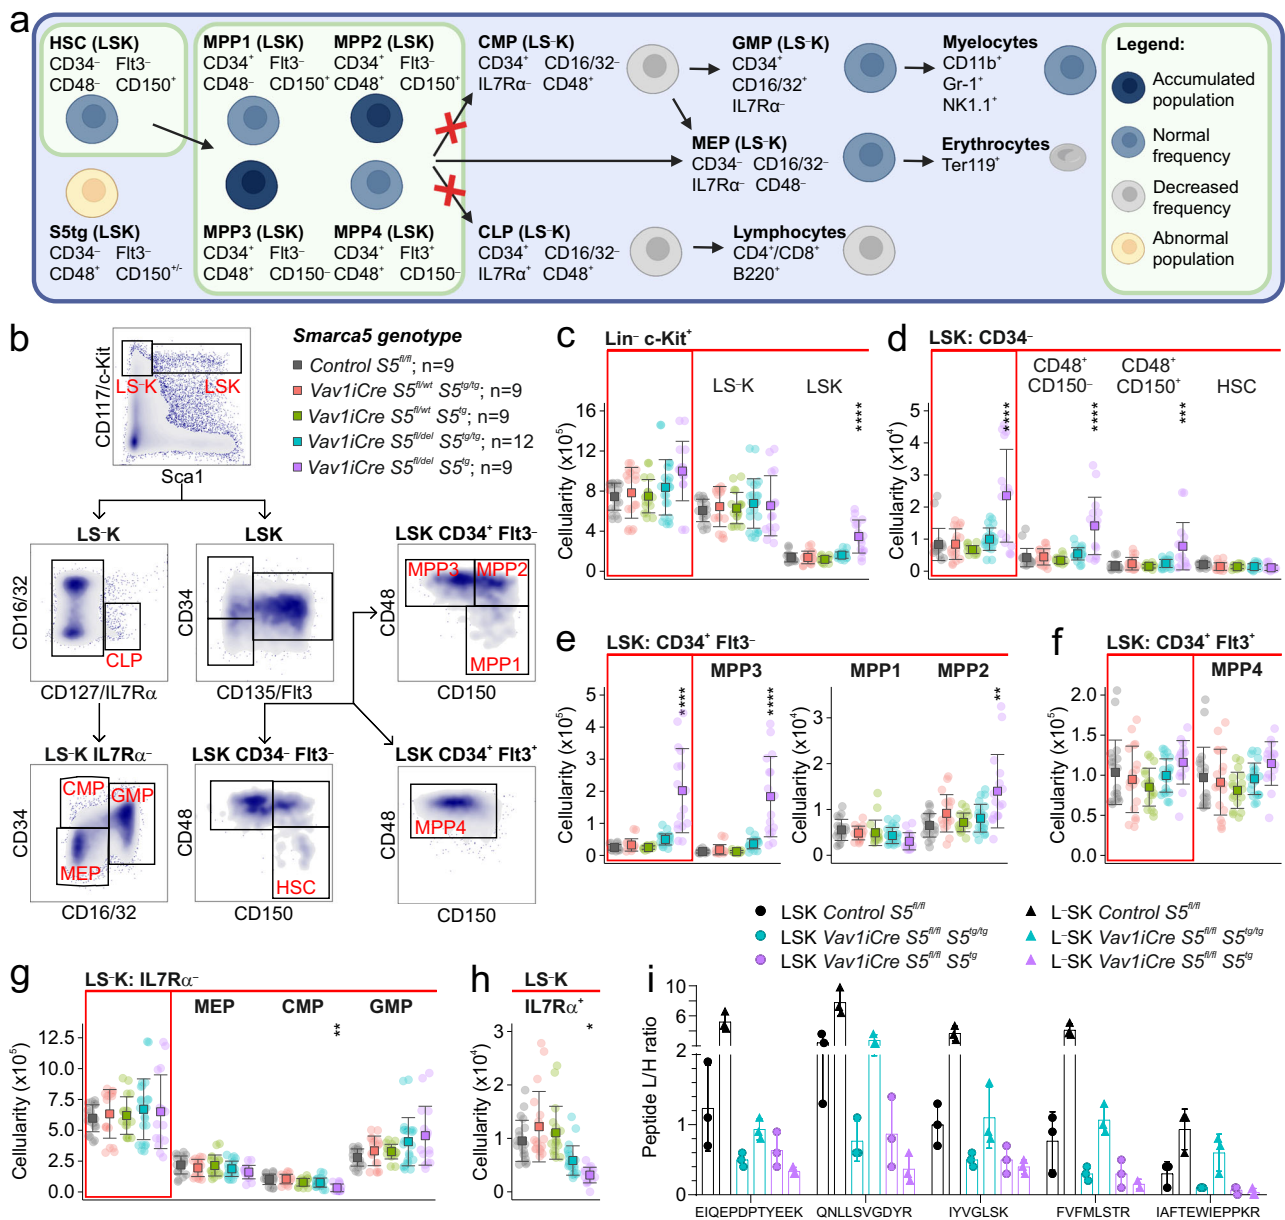 a
HSC (LSK)
CD34⁻ Flt3⁻
CD48⁻ CD150⁺
MPP1 (LSK)
CD34⁺ Flt3⁻
CD48⁻ CD150⁺
MPP2 (LSK)
CD34⁺ Flt3⁻
CD48⁺ CD150⁺
CMP (LS⁻K)
CD34⁺ CD16/32⁻
IL7Rα⁻ CD48⁺
GMP (LS⁻K)
CD34⁺
CD16/32⁺
IL7Rα⁻
Myelocytes
CD11b⁺
Gr-1⁺
NK1.1⁺
Legend:
Accumulated
population
Normal
frequency
Decreased
frequency
Abnormal
population
MEP (LS⁻K)
CD34⁻ CD16/32⁻
IL7Rα⁻ CD48⁻
Erythrocytes
Ter119⁺
S5tg (LSK)
CD34⁻ Flt3⁻
CD48⁺ CD150⁺/⁻
MPP3 (LSK)
CD34⁺ Flt3⁻
CD48⁺ CD150⁻
MPP4 (LSK)
CD34⁺ Flt3⁺
CD48⁺ CD150⁻
CLP (LS⁻K)
CD34⁺ CD16/32⁻
IL7Rα⁺ CD48⁺
Lymphocytes
CD4⁺/CD8⁺
B220⁺
b
CD117/c-Kit
LS⁻K LSK
Sca1
Smarca5 genotype
Control S5fl/fl; n=9
Vav1iCre S5fl/wt S5tg/tg; n=9
Vav1iCre S5fl/wt S5tg; n=9
Vav1iCre S5fl/del S5tg/tg; n=12
Vav1iCre S5fl/del S5tg; n=9
LS⁻K
CD16/32
CLP
CD127/IL7Rα
LSK
CD34
CD135/Flt3
LSK CD34⁺ Flt3⁻
CD48
MPP3 MPP2
MPP1
CD150
LS⁻K IL7Rα⁻
CD34
CMP GMP
MEP
CD16/32
LSK CD34⁻ Flt3⁻
CD48
HSC
CD150
LSK CD34⁺ Flt3⁺
CD48
MPP4
CD150
c
Lin⁻ c-Kit⁺
LS⁻K LSK
Cellularity (x10⁵)
16
12
8
4
0
****
d
LSK: CD34⁻
CD48⁺
CD150⁻
CD48⁺
CD150⁺
HSC
Cellularity (x10⁴)
5
4
3
2
1
0
****
****
****
e
LSK: CD34⁺ Flt3⁻
MPP3
Cellularity (x10⁵)
5
4
3
2
1
0
****
****
MPP1 MPP2
Cellularity (x10⁴)
3
2
1
0
**
f
LSK: CD34⁺ Flt3⁺
MPP4
Cellularity (x10⁵)
2.0
1.5
1.0
0.5
0.0
g
LS⁻K: IL7Rα⁻
MEP CMP GMP
Cellularity (x10⁵)
12.5
10.0
7.5
5.0
2.5
0.0
**
h
LS⁻K
IL7Rα⁺
Cellularity (x10⁴)
3
2
1
0
*
i
LSK Control S5fl/fl
LSK Vav1iCre S5fl/fl S5tg/tg
LSK Vav1iCre S5fl/fl S5tg
L⁻SK Control S5fl/fl
L⁻SK Vav1iCre S5fl/fl S5tg/tg
L⁻SK Vav1iCre S5fl/fl S5tg
Peptide L/H ratio
10
8
6
4
2
2
1
0
EIQEPDPTYEEK
QNLLSVGDYR
IYVGLSK
FVFMLSTR
IAFTEWIEPPKR